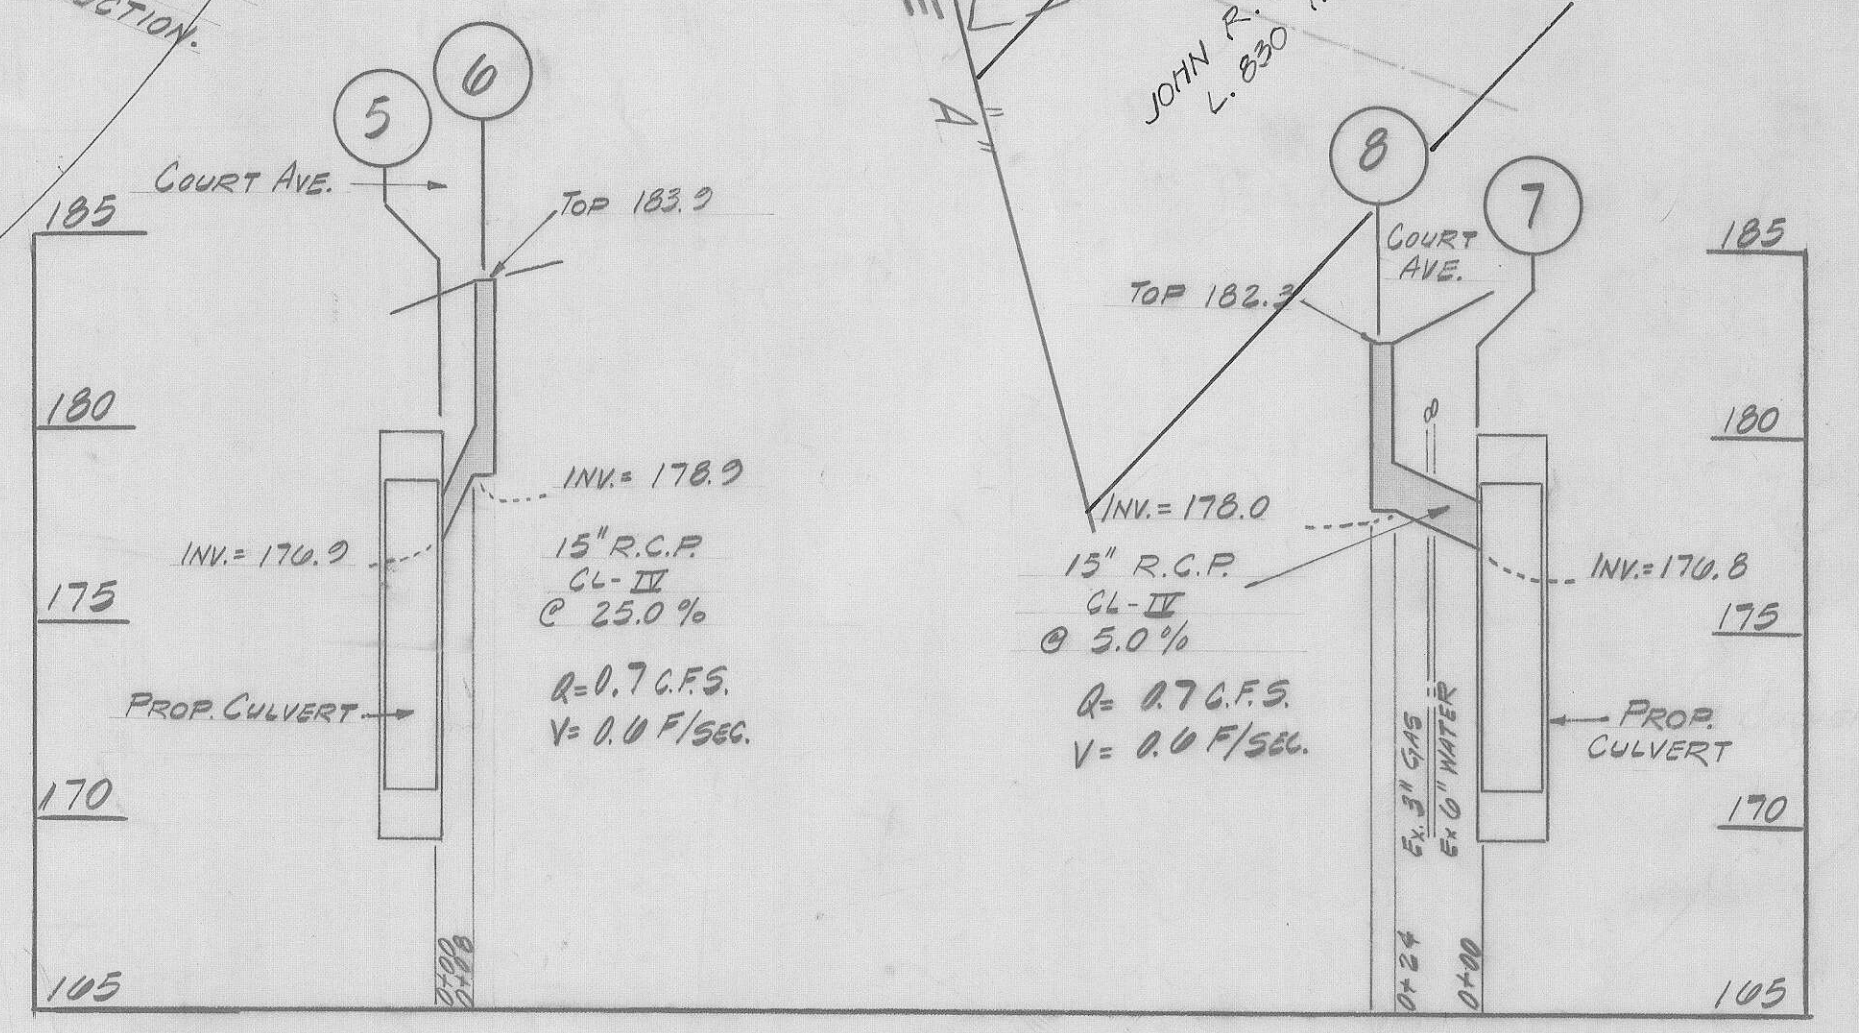 CTION.
5
6
COURT AVE.
TOP 183.9
185
180
175
170
165
INV.= 178.9
INV.= 176.9
15" R.C.P.
CL-IV
@ 25.0 %
Q=0.7 C.F.S.
V= 0.6 F/SEC.
PROP. CULVERT
0+00
0+08
"A"
JOHN R.
L. 830
8
7
COURT
AVE.
TOP 182.3
185
180
175
170
165
8
INV.= 178.0
INV.=176.8
15" R.C.P.
CL-IV
@ 5.0 %
Q= 0.7 C.F.S.
V= 0.6 F/SEC.
EX. 3" GAS
EX 6" WATER
PROP.
CULVERT
0+24
0+00